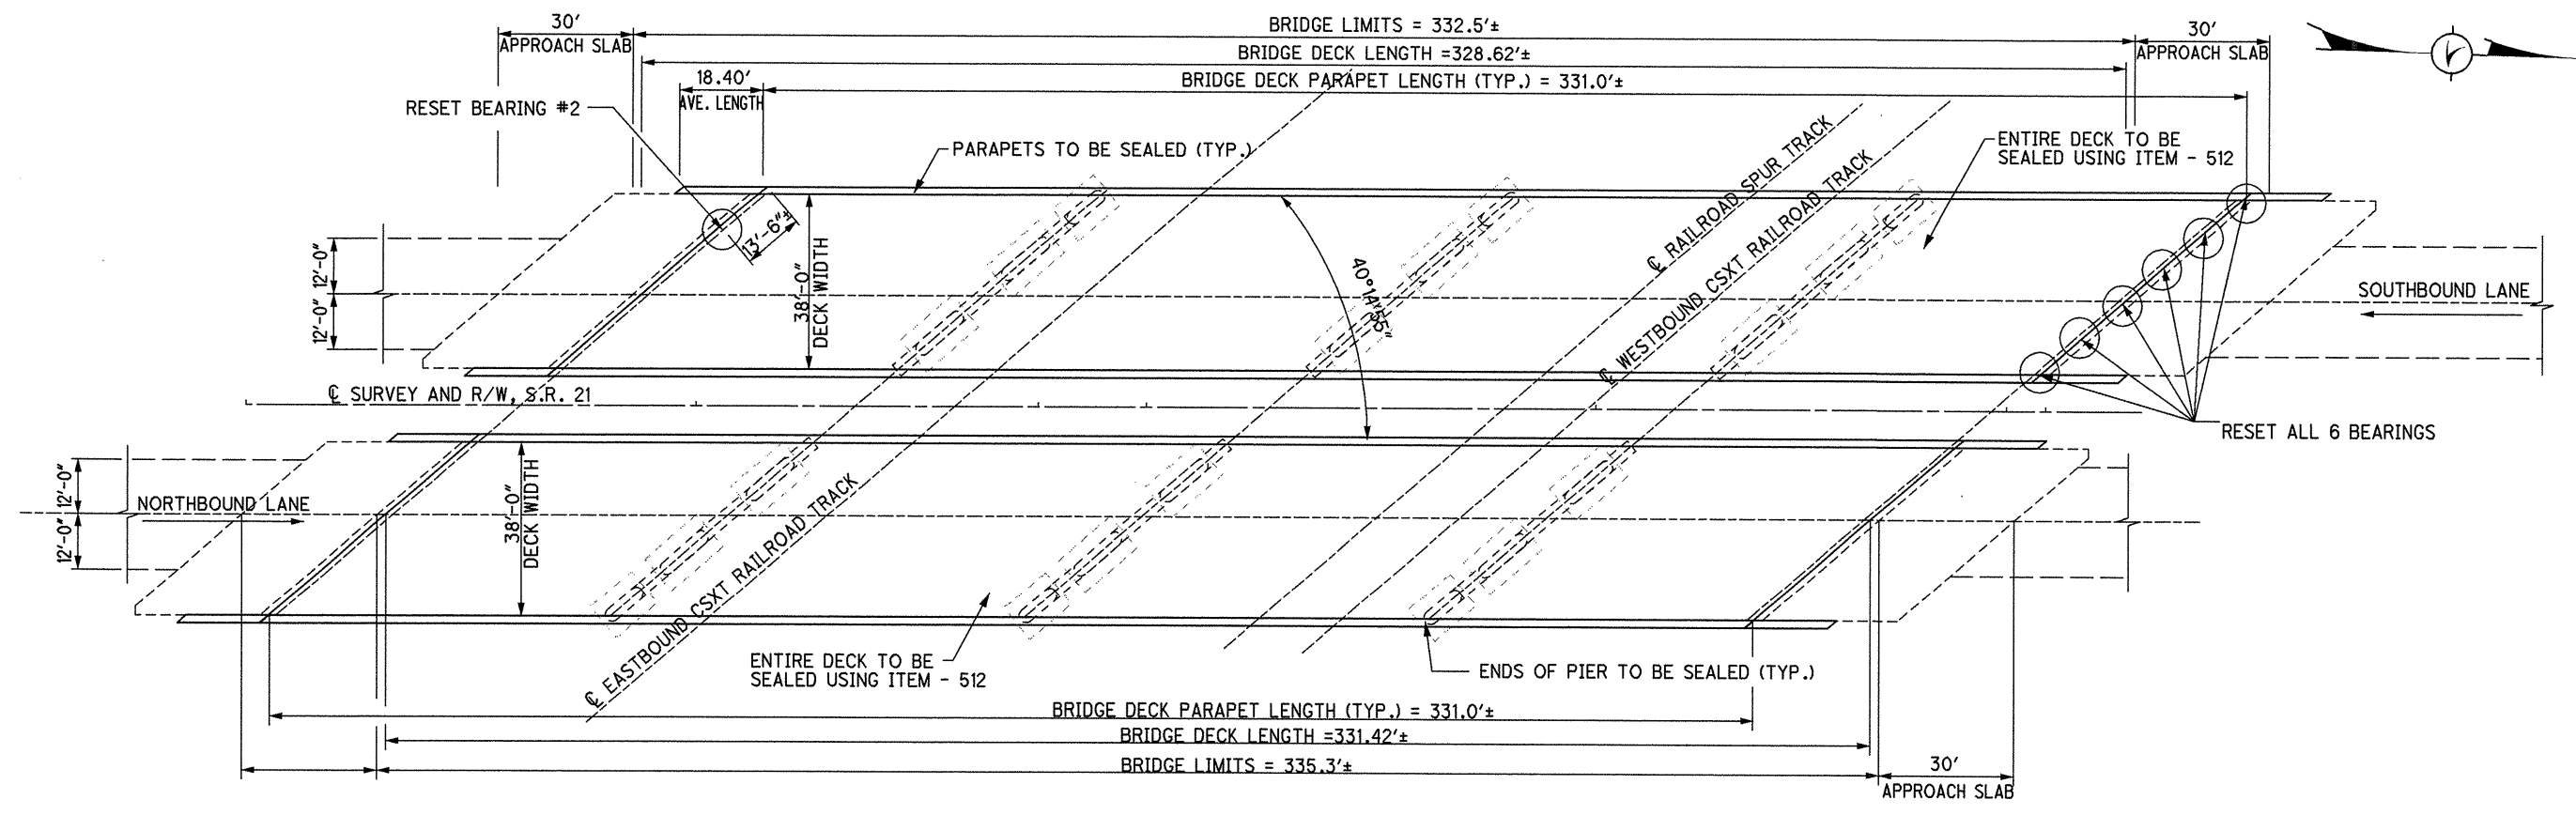 30'
APPROACH SLAB
BRIDGE LIMITS = 332.5'±
30'
APPROACH SLAB
BRIDGE DECK LENGTH =328.62'±
18.40'
AVE. LENGTH
BRIDGE DECK PARAPET LENGTH (TYP.) = 331.0'±
RESET BEARING #2
PARAPETS TO BE SEALED (TYP.)
ENTIRE DECK TO BE
SEALED USING ITEM - 512
13'-6"±
12'-0"
12'-0"
38'-0"
DECK WIDTH
40°14'55"
℄ RAILROAD SPUR TRACK
℄ WESTBOUND CSXT RAILROAD TRACK
SOUTHBOUND LANE
℄ SURVEY AND R/W, S.R. 21
RESET ALL 6 BEARINGS
12'-0"
12'-0"
NORTHBOUND LANE
38'-0"
DECK WIDTH
℄ EASTBOUND CSXT RAILROAD TRACK
ENTIRE DECK TO BE
SEALED USING ITEM - 512
ENDS OF PIER TO BE SEALED (TYP.)
BRIDGE DECK PARAPET LENGTH (TYP.) = 331.0'±
BRIDGE DECK LENGTH =331.42'±
BRIDGE LIMITS = 335.3'±
30'
APPROACH SLAB